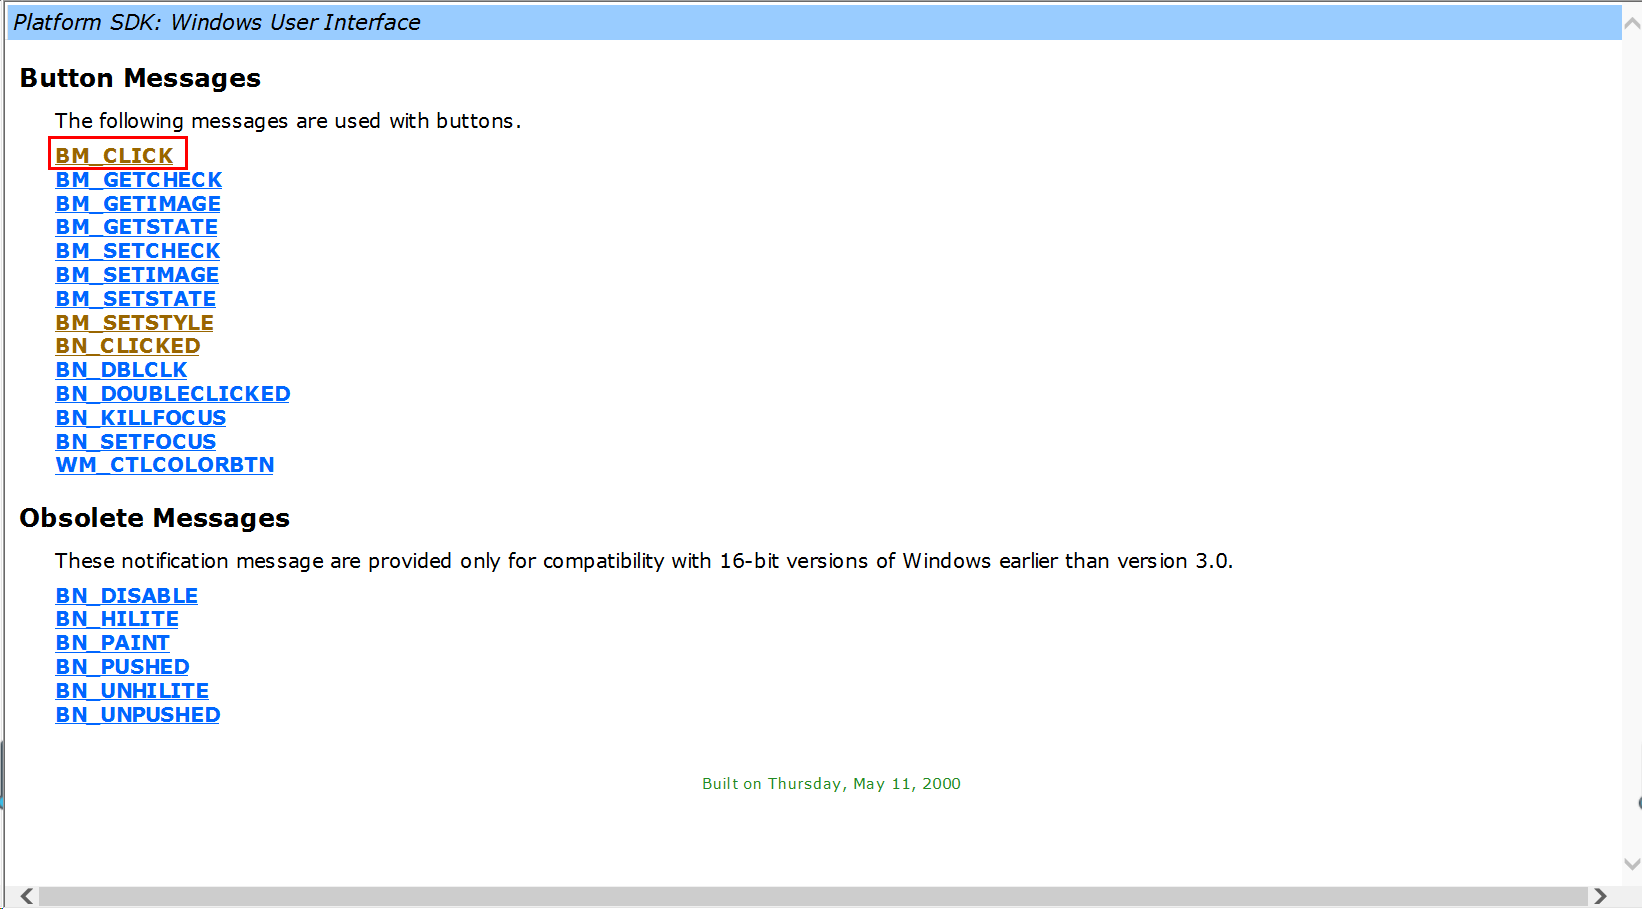 Platform SDK: Windows User Interface
Button Messages
The following messages are used with buttons.
BM_CLICK
BM_GETCHECK
BM_GETIMAGE
BM_GETSTATE
BM_SETCHECK
BM_SETIMAGE
BM_SETSTATE
BM_SETSTYLE
BN_CLICKED
BN_DBLCLK
BN_DOUBLECLICKED
BN_KILLFOCUS
BN_SETFOCUS
WM_CTLCOLORBTN
Obsolete Messages
These notification message are provided only for compatibility with 16-bit versions of Windows earlier than version 3.0.
BN_DISABLE
BN_HILITE
BN_PAINT
BN_PUSHED
BN_UNHILITE
BN_UNPUSHED
Built on Thursday, May 11, 2000